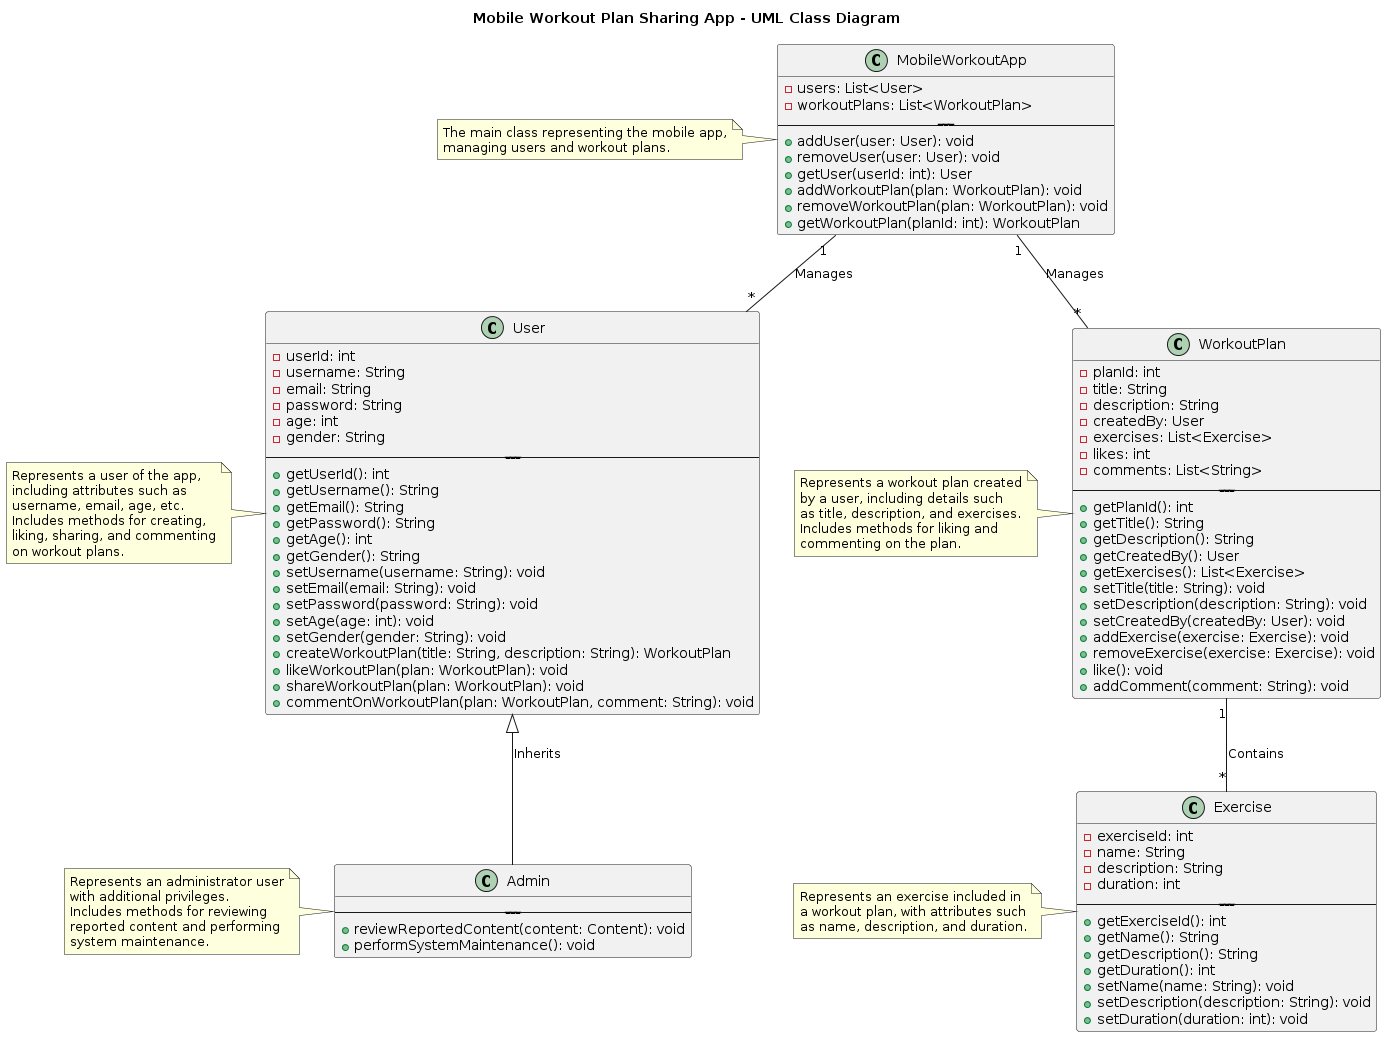 Mobile Workout Plan Sharing App - UML Class Diagram
C MobileWorkoutApp
users: List<User>
workoutPlans: List<WorkoutPlan>
addUser(user: User): void
removeUser(user: User): void
getUser(userId: int): User
addWorkoutPlan(plan: WorkoutPlan): void
removeWorkoutPlan(plan: WorkoutPlan): void
getWorkoutPlan(planId: int): WorkoutPlan
The main class representing the mobile app,
managing users and workout plans.
1
Manages
*
1
Manages
*
C User
userId: int
username: String
email: String
password: String
age: int
gender: String
getUserId(): int
getUsername(): String
getEmail(): String
getPassword(): String
getAge(): int
getGender(): String
setUsername(username: String): void
setEmail(email: String): void
setPassword(password: String): void
setAge(age: int): void
setGender(gender: String): void
createWorkoutPlan(title: String, description: String): WorkoutPlan
likeWorkoutPlan(plan: WorkoutPlan): void
shareWorkoutPlan(plan: WorkoutPlan): void
commentOnWorkoutPlan(plan: WorkoutPlan, comment: String): void
Represents a user of the app,
including attributes such as
username, email, age, etc.
Includes methods for creating,
liking, sharing, and commenting
on workout plans.
C WorkoutPlan
planId: int
title: String
description: String
createdBy: User
exercises: List<Exercise>
likes: int
comments: List<String>
getPlanId(): int
getTitle(): String
getDescription(): String
getCreatedBy(): User
getExercises(): List<Exercise>
setTitle(title: String): void
setDescription(description: String): void
setCreatedBy(createdBy: User): void
addExercise(exercise: Exercise): void
removeExercise(exercise: Exercise): void
like(): void
addComment(comment: String): void
Represents a workout plan created
by a user, including details such
as title, description, and exercises.
Includes methods for liking and
commenting on the plan.
Inherits
1
Contains
*
C Admin
reviewReportedContent(content: Content): void
performSystemMaintenance(): void
Represents an administrator user
with additional privileges.
Includes methods for reviewing
reported content and performing
system maintenance.
C Exercise
exerciseId: int
name: String
description: String
duration: int
getExerciseId(): int
getName(): String
getDescription(): String
getDuration(): int
setName(name: String): void
setDescription(description: String): void
setDuration(duration: int): void
Represents an exercise included in
a workout plan, with attributes such
as name, description, and duration.